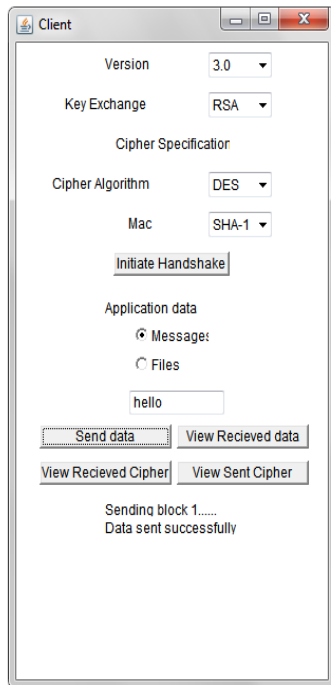 Client
Version 3.0
Key Exchange RSA
Cipher Specification
Cipher Algorithm DES
Mac SHA-1
Initiate Handshake
Application data
Messages
Files
hello
Send data View Recieved data
View Recieved Cipher View Sent Cipher
Sending block 1......
Data sent successfully